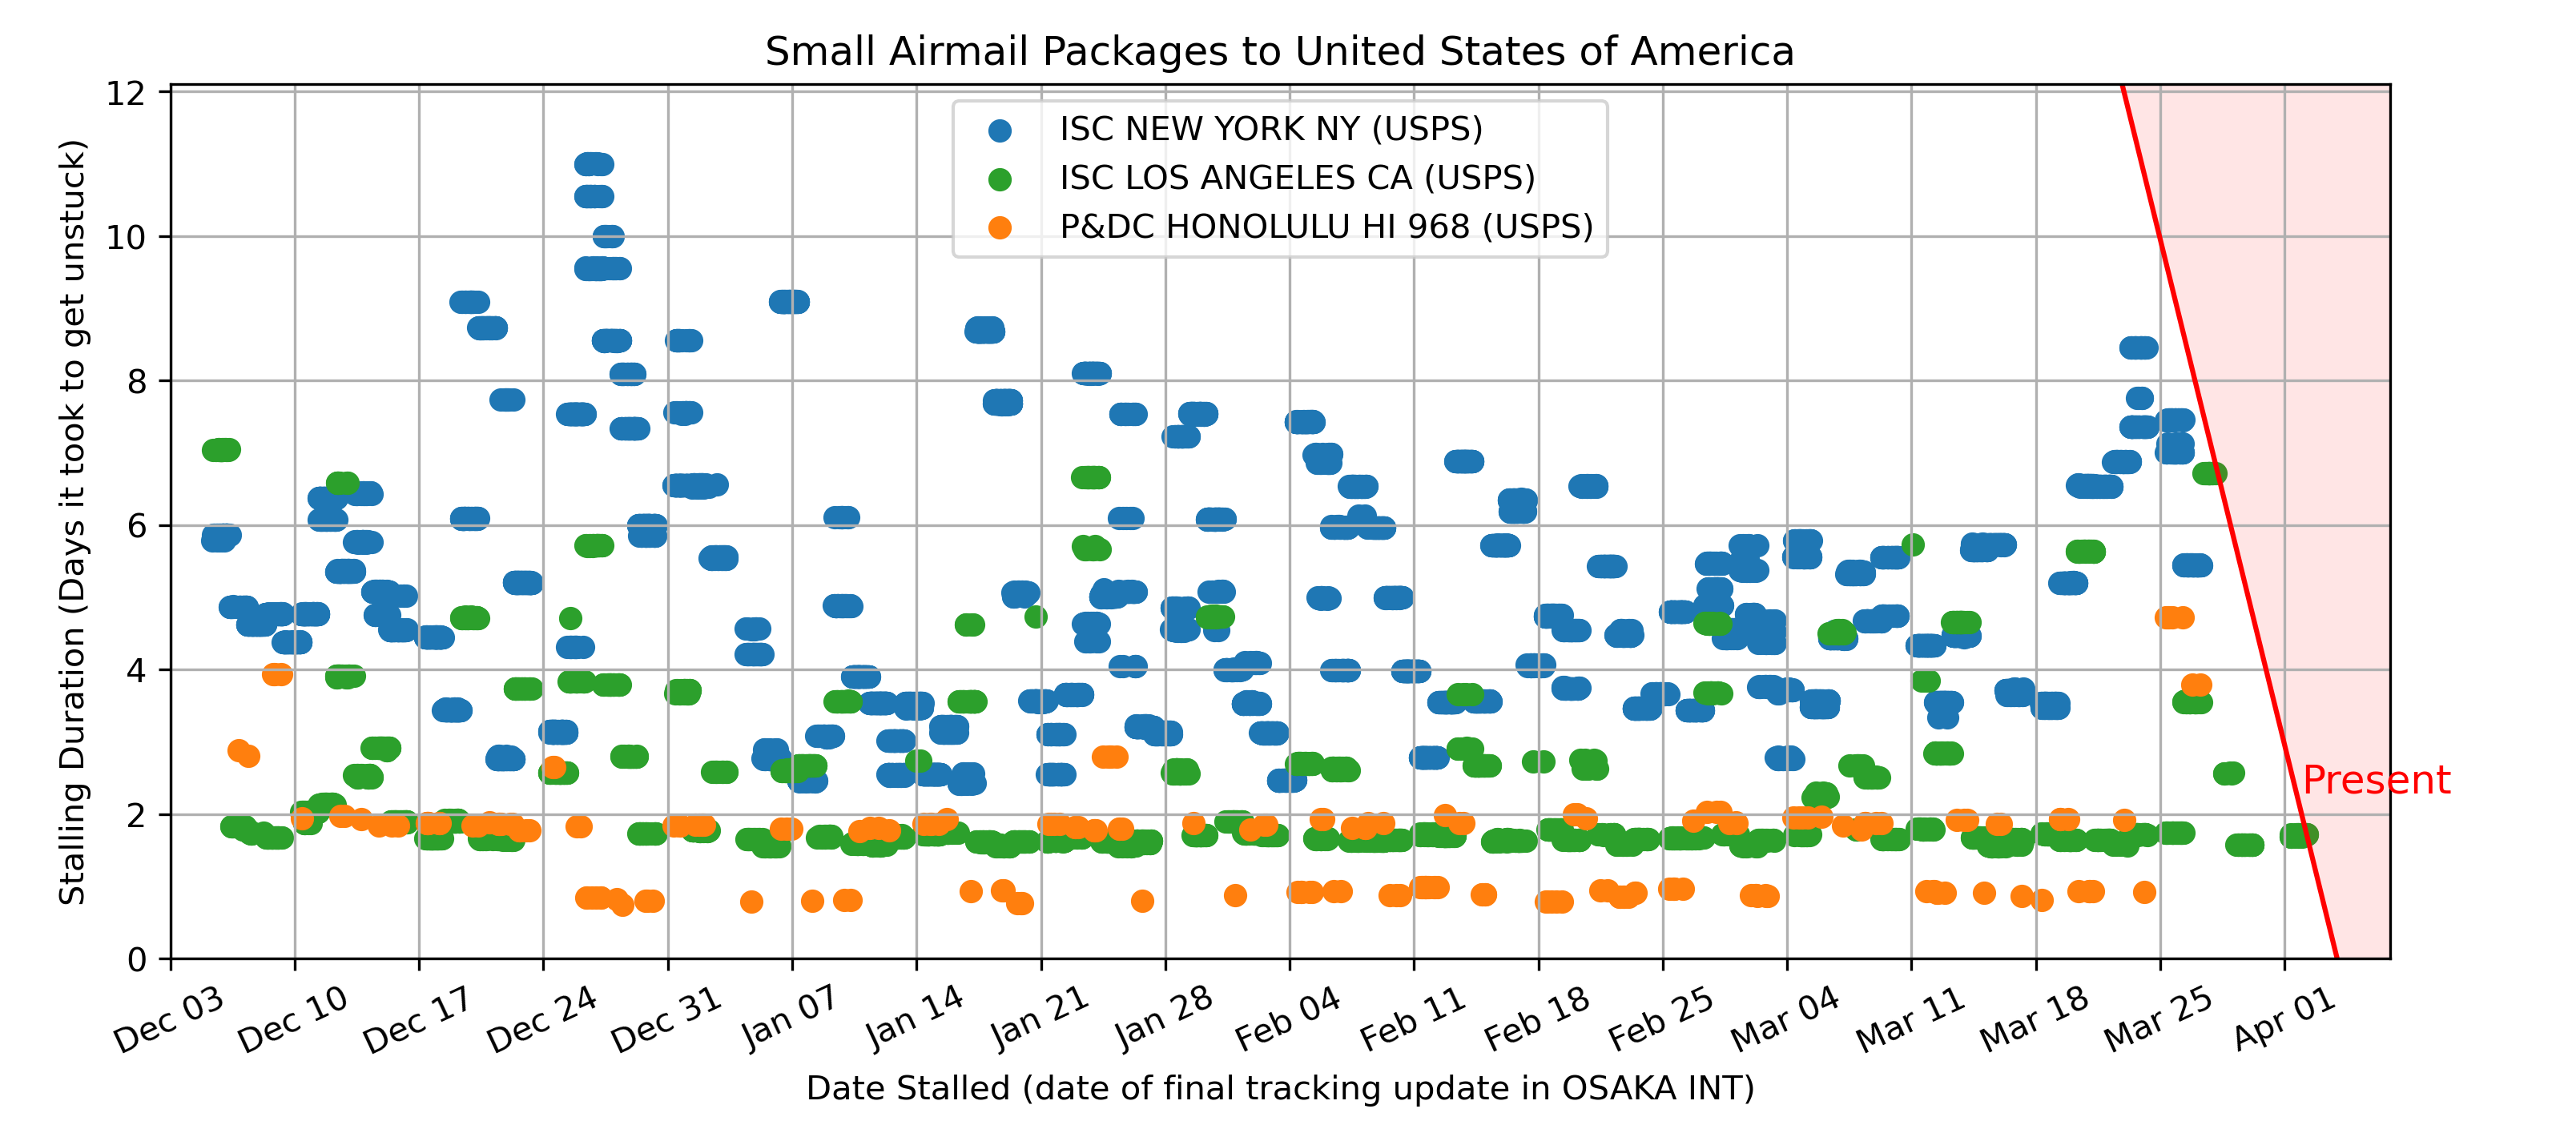 Small Airmail Packages to United States of America
ISC NEW YORK NY (USPS)
ISC LOS ANGELES CA (USPS)
P&DC HONOLULU HI 968 (USPS)
Stalling Duration (Days it took to get unstuck)
12
10
8
6
4
2
0
Present
Dec 03
Dec 10
Dec 17
Dec 24
Dec 31
Jan 07
Jan 14
Jan 21
Jan 28
Feb 04
Feb 11
Feb 18
Feb 25
Mar 04
Mar 11
Mar 18
Mar 25
Apr 01
Date Stalled (date of final tracking update in OSAKA INT)